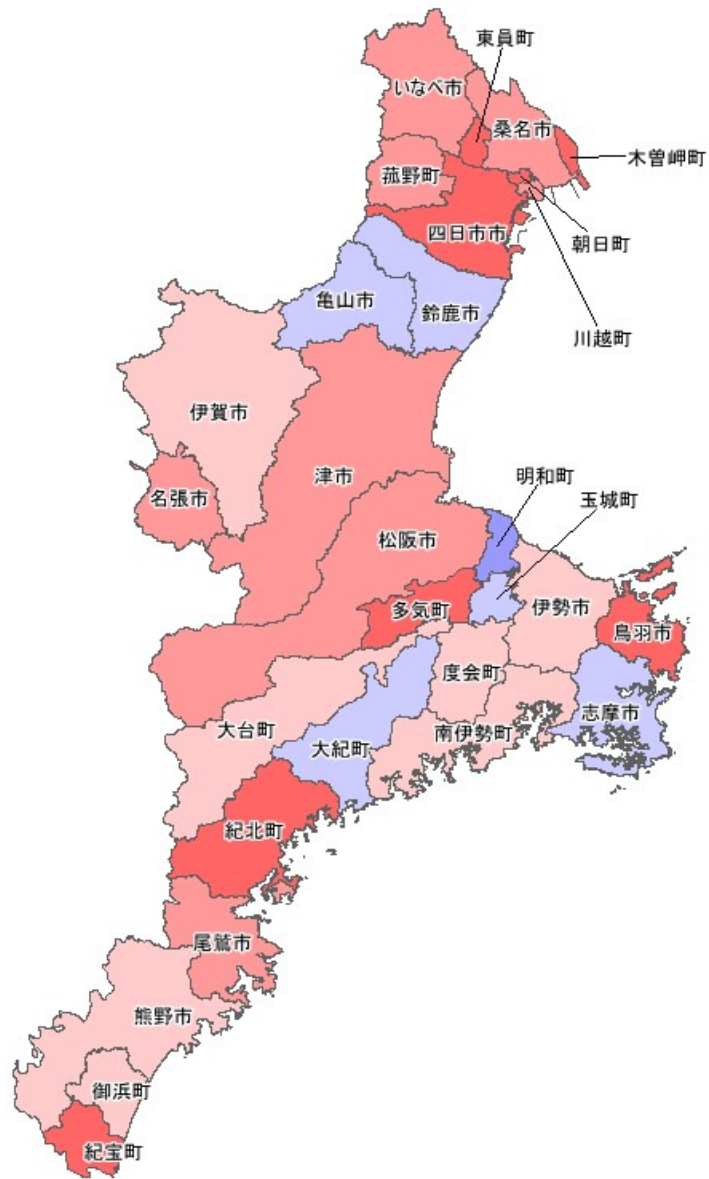 東員町
いなべ市
桑名市
木曽岬町
菰野町
四日市市
朝日町
亀山市
鈴鹿市
川越町
伊賀市
津市
明和町
名張市
玉城町
松阪市
多気町
伊勢市
鳥羽市
度会町
志摩市
大台町
南伊勢町
大紀町
紀北町
尾鷲市
熊野市
御浜町
紀宝町